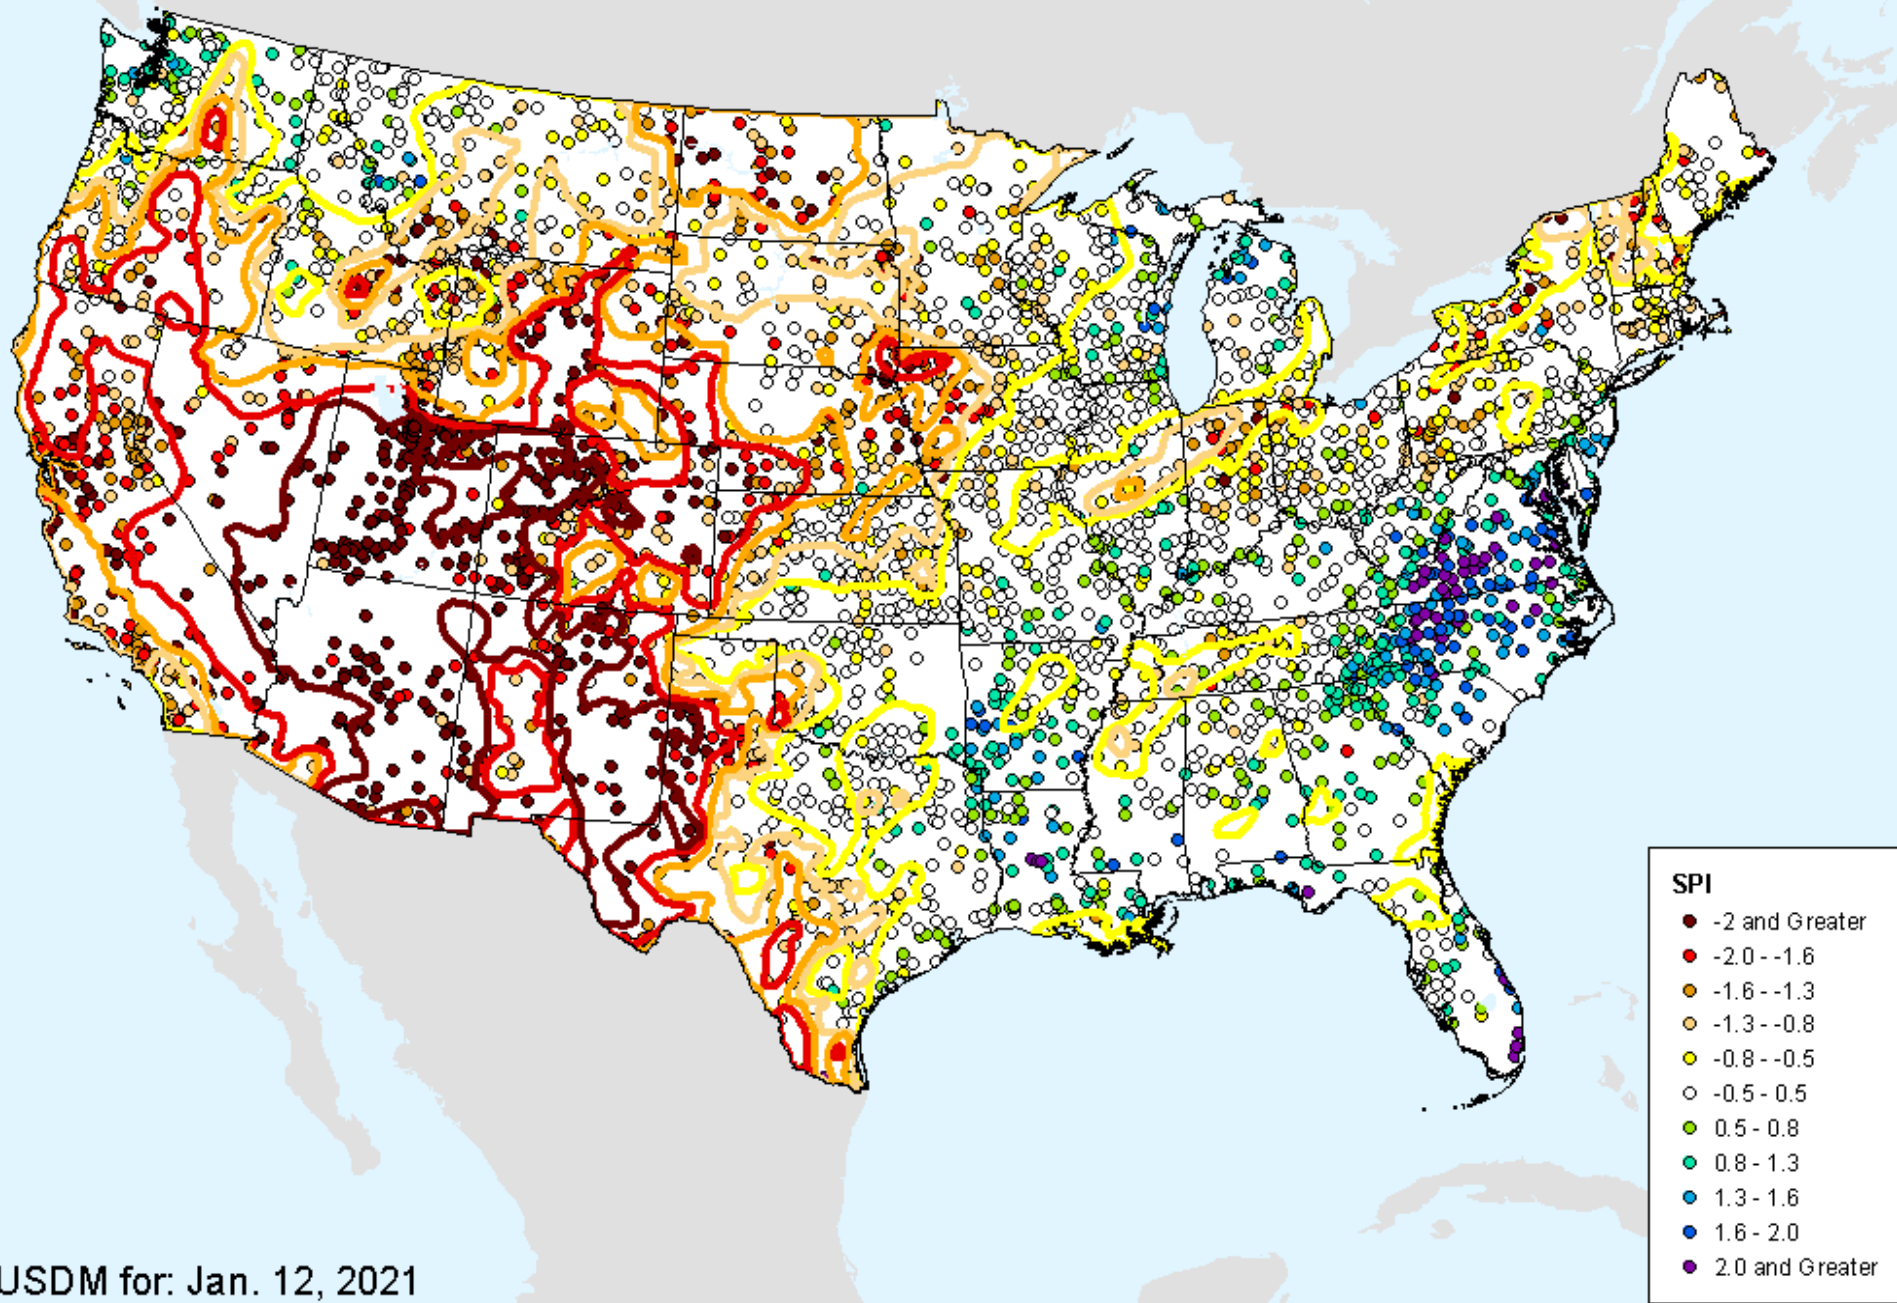 SPI
-2 and Greater
-2.0 - -1.6
-1.6 - -1.3
-1.3 - -0.8
-0.8 - -0.5
-0.5 - 0.5
0.5 - 0.8
0.8 - 1.3
1.3 - 1.6
1.6 - 2.0
2.0 and Greater
USDM for: Jan. 12, 2021